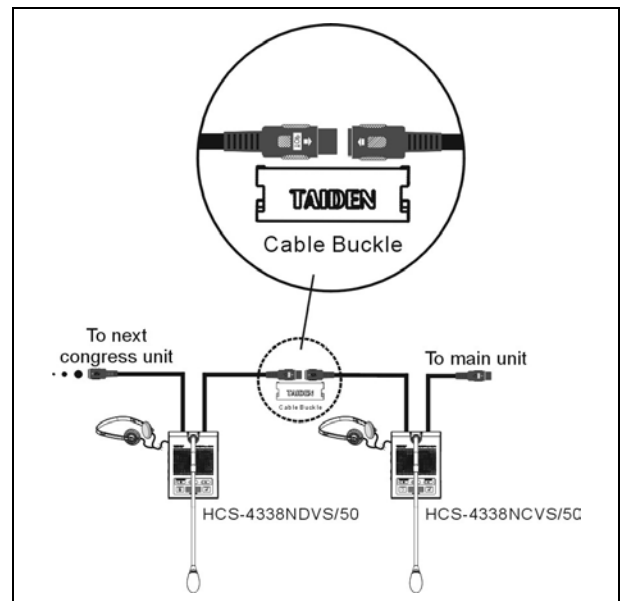 TAIDEN
Cable Buckle
To next
congress unit
To main unit
TAIDEN
Cable Buckle
HCS-4338NDVS/50
HCS-4338NCVS/50